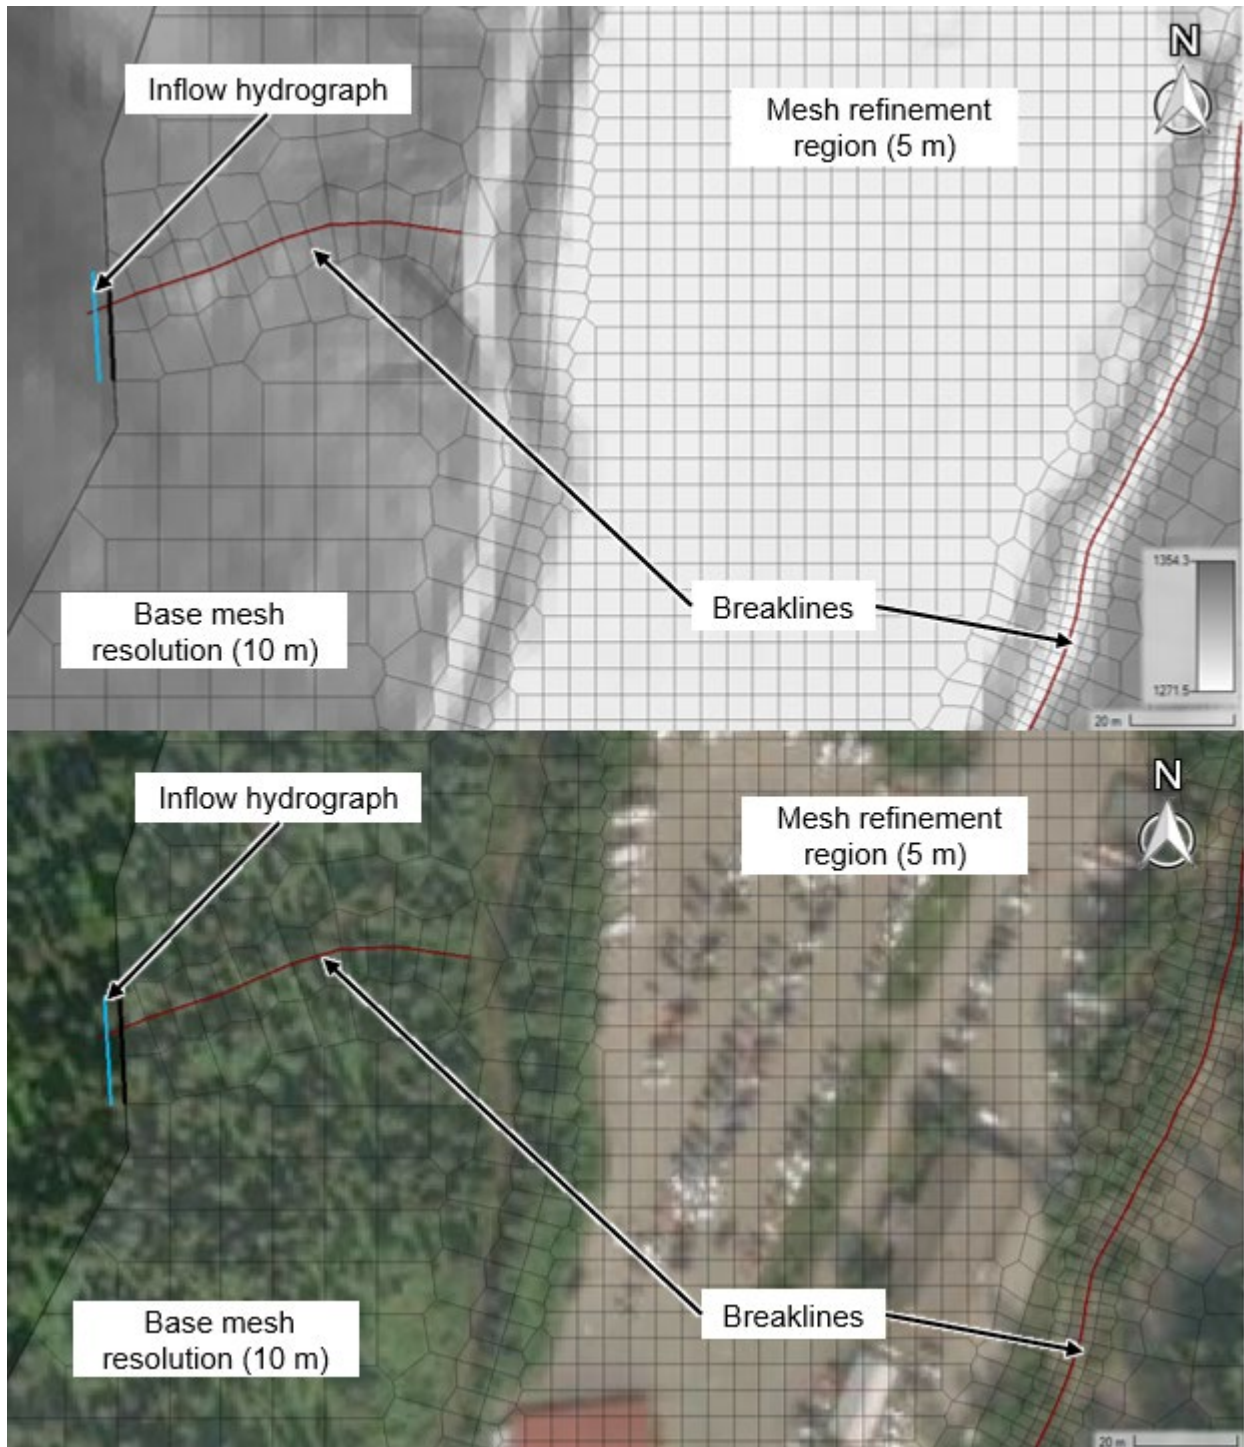 N
Inflow hydrograph
Mesh refinement
region (5 m)
1354.3
Breaklines
Base mesh
resolution (10 m)
1271.5
20 m
N
Inflow hydrograph
Mesh refinement
region (5 m)
Breaklines
Base mesh
resolution (10 m)
20 m